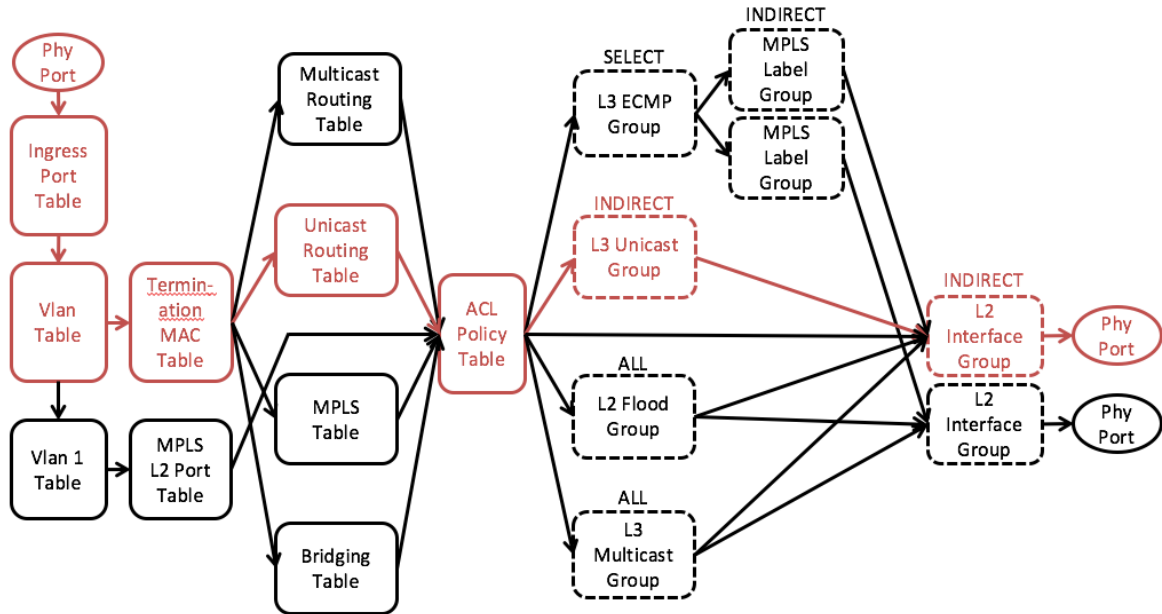 Phy
Port
Ingress
Port
Table
Vlan
Table
Vlan 1
Table
Termin-
ation
MAC
Table
MPLS
L2 Port
Table
Multicast
Routing
Table
Unicast
Routing
Table
MPLS
Table
Bridging
Table
ACL
Policy
Table
SELECT
L3 ECMP
Group
INDIRECT
MPLS
Label
Group
MPLS
Label
Group
INDIRECT
L3 Unicast
Group
ALL
L2 Flood
Group
ALL
L3
Multicast
Group
INDIRECT
L2
Interface
Group
L2
Interface
Group
Phy
Port
Phy
Port